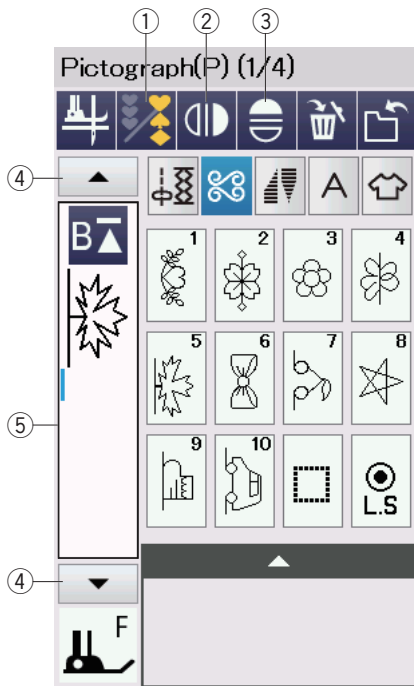 ① ② ③
Pictograph(P) (1/4)
④
A
B
1 2 3 4
5 6 7 8
⑤
9 10
L.S
④
F